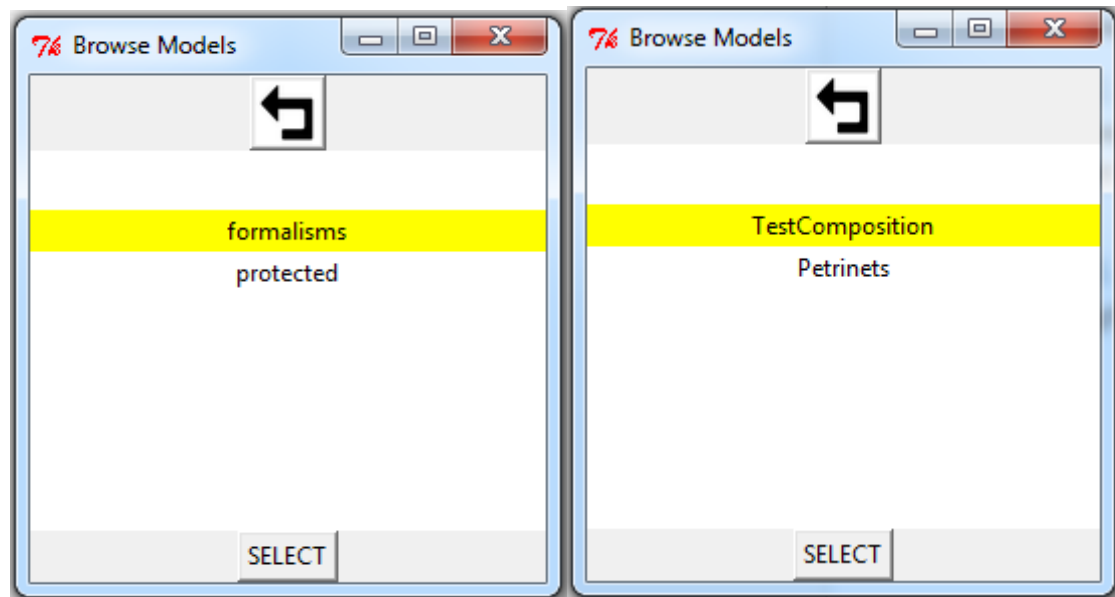 Browse Models
formalisms
protected
SELECT
Browse Models
TestComposition
Petrinets
SELECT